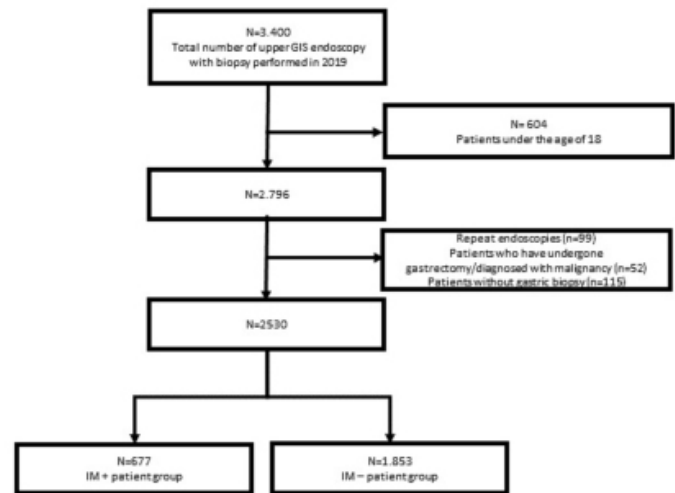 N=3.400
Total number of upper GIS endoscopy
with biopsy performed in 2019
N= 604
Patients under the age of 18
N=2.796
Repeat endoscopies (n=99)
Patients who have undergone
gastrectomy/diagnosed with malignancy (n=52)
Patients without gastric biopsy (n=115)
N=2530
N=677
IM + patient group
N=1.853
IM – patient group